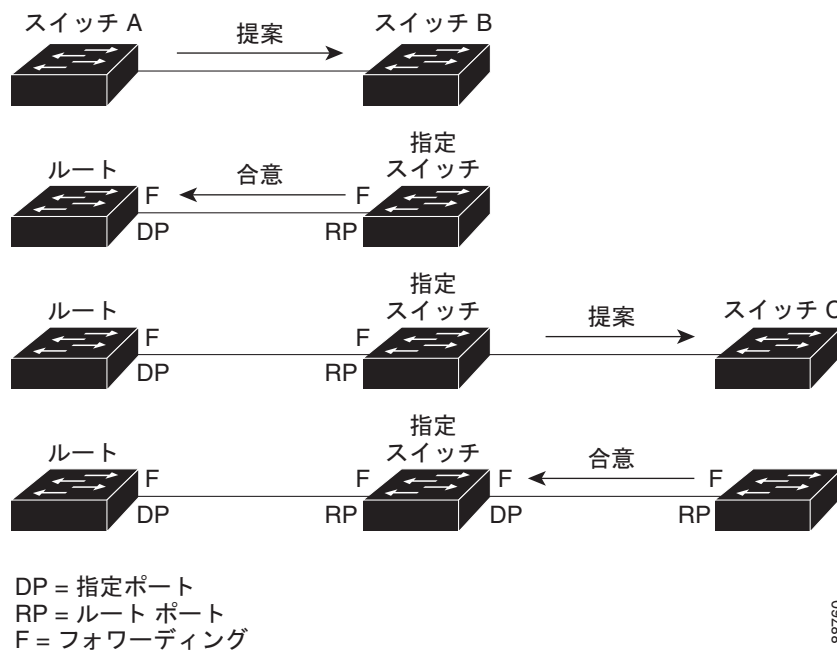 スイッチ A
提案
スイッチ B
ルート
F
合意
F
指定
スイッチ
DP
RP
ルート
F
F
指定
スイッチ
提案
スイッチ C
DP
RP
ルート
F
F
指定
スイッチ
F
合意
F
DP
RP
DP
RP
DP = 指定ポート
RP = ルート ポート
F = フォワーディング
88760